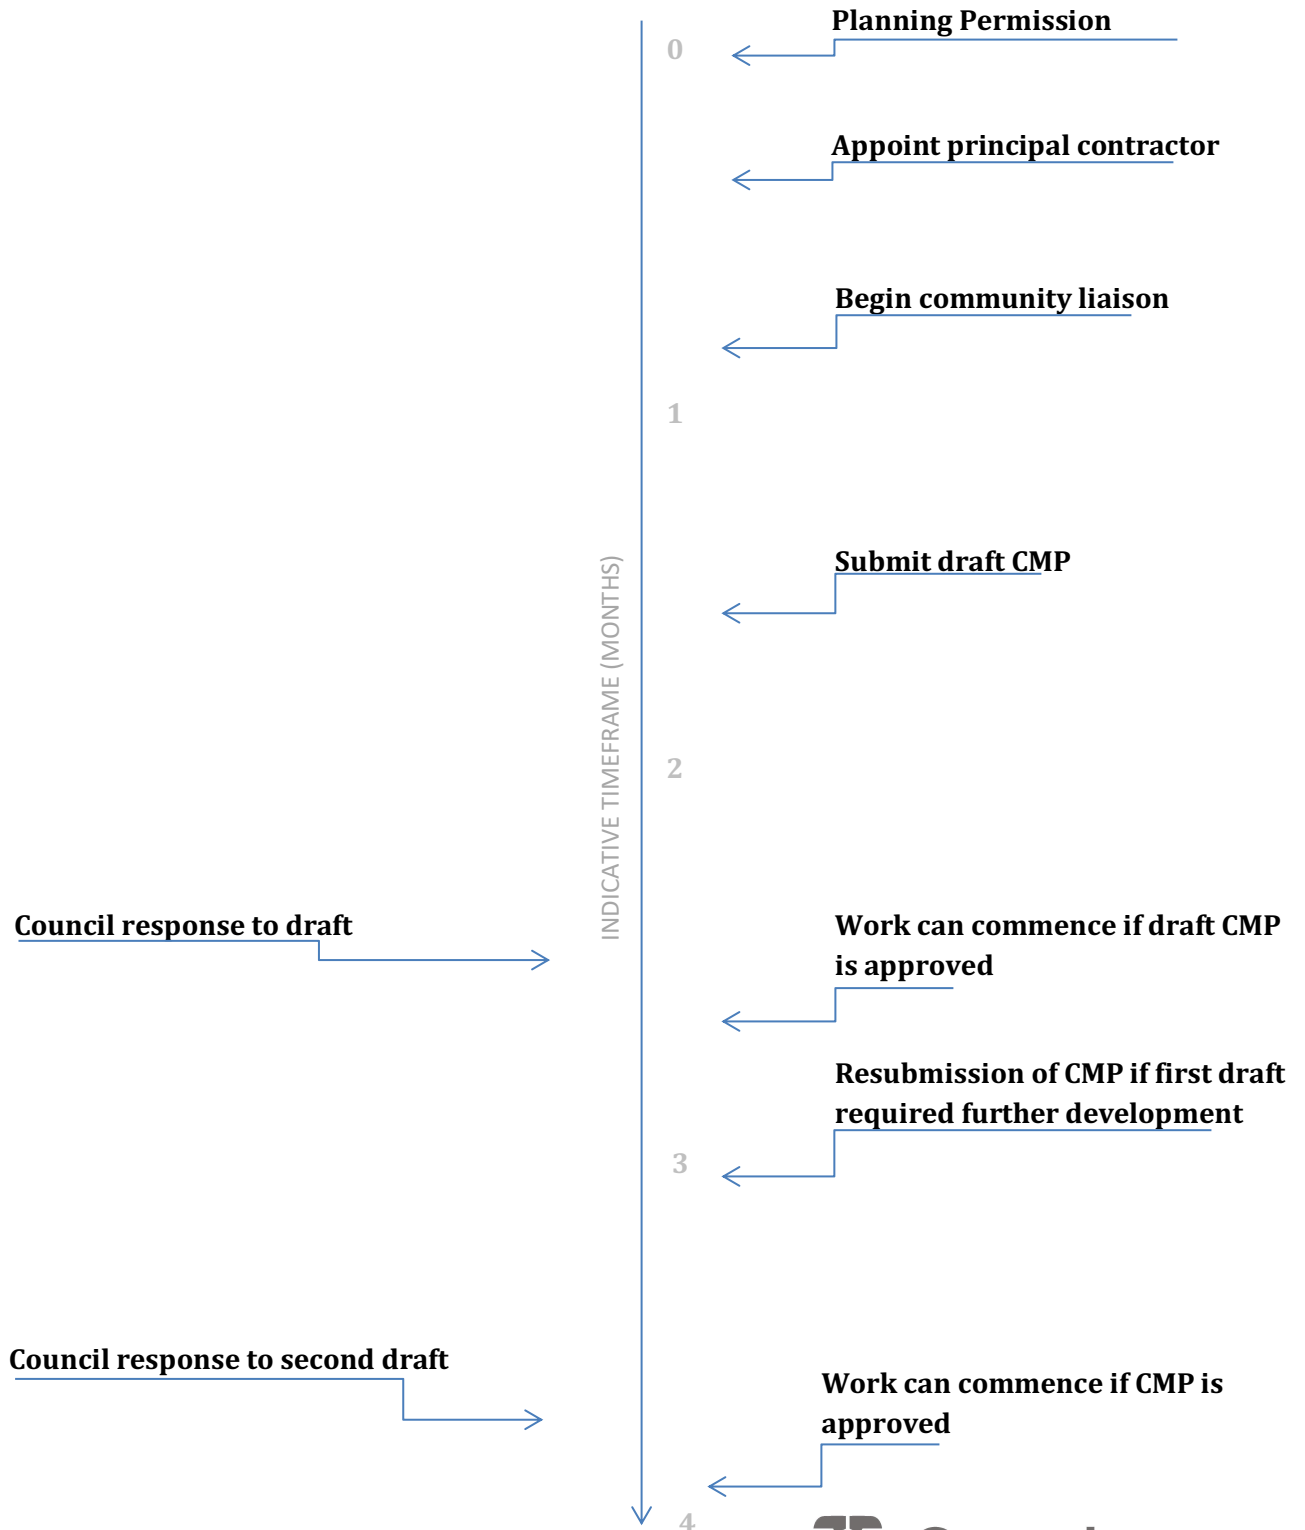 Planning Permission
0
Appoint principal contractor
Begin community liaison
1
Submit draft CMP
INDICATIVE TIMEFRAME (MONTHS)
2
Council response to draft
Work can commence if draft CMP
is approved
Resubmission of CMP if first draft
required further development
3
Council response to second draft
Work can commence if CMP is
approved
4